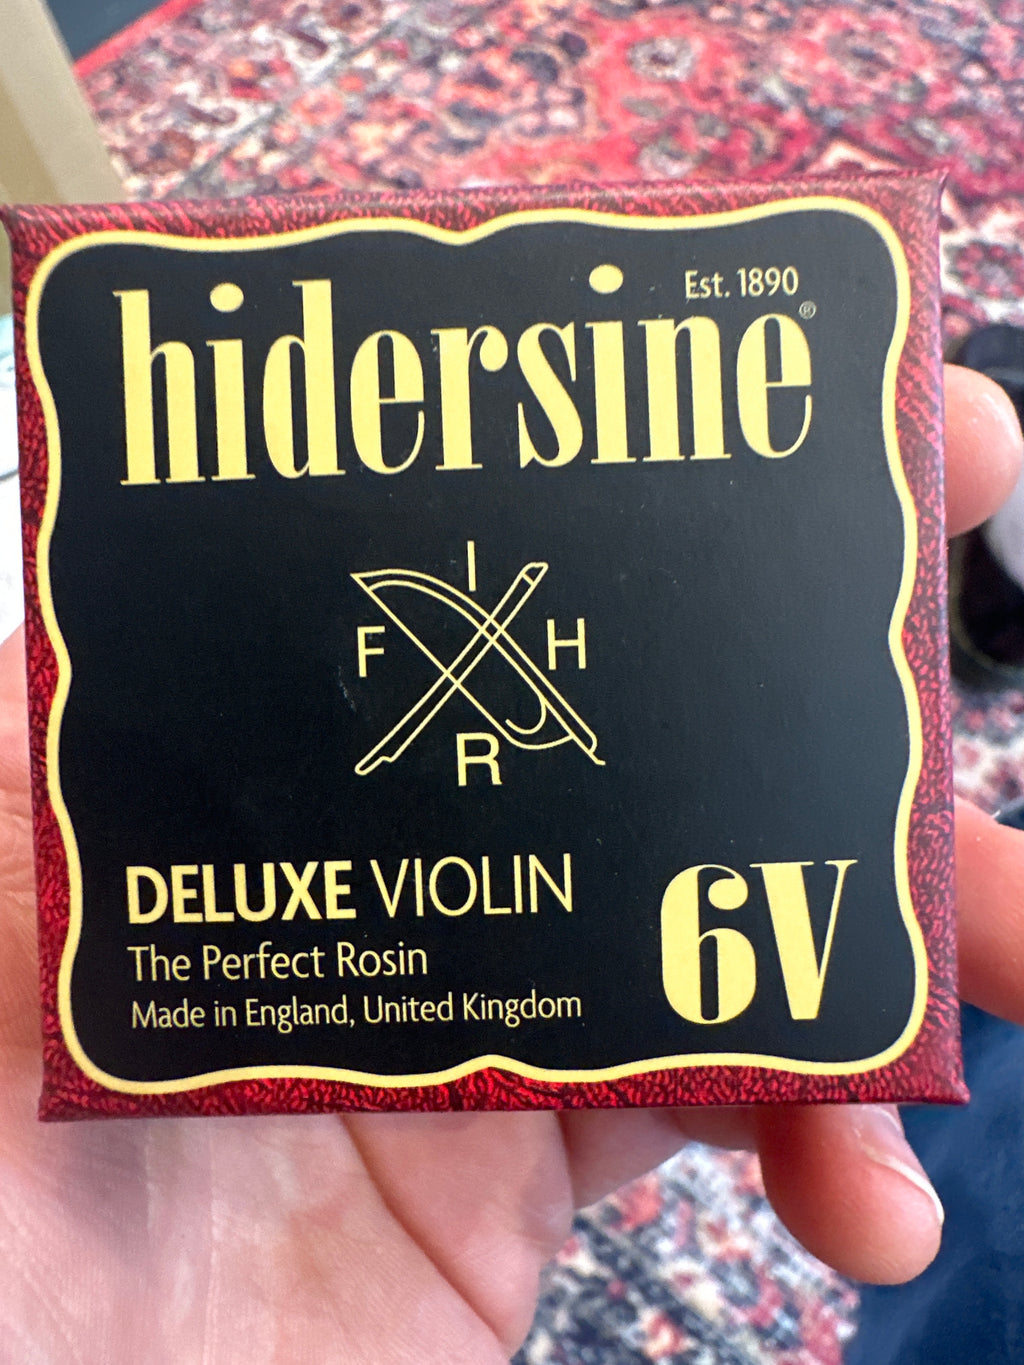 Est. 1890
hidersine®
I
F H
R
DELUXE VIOLIN
6V
The Perfect Rosin
Made in England, United Kingdom